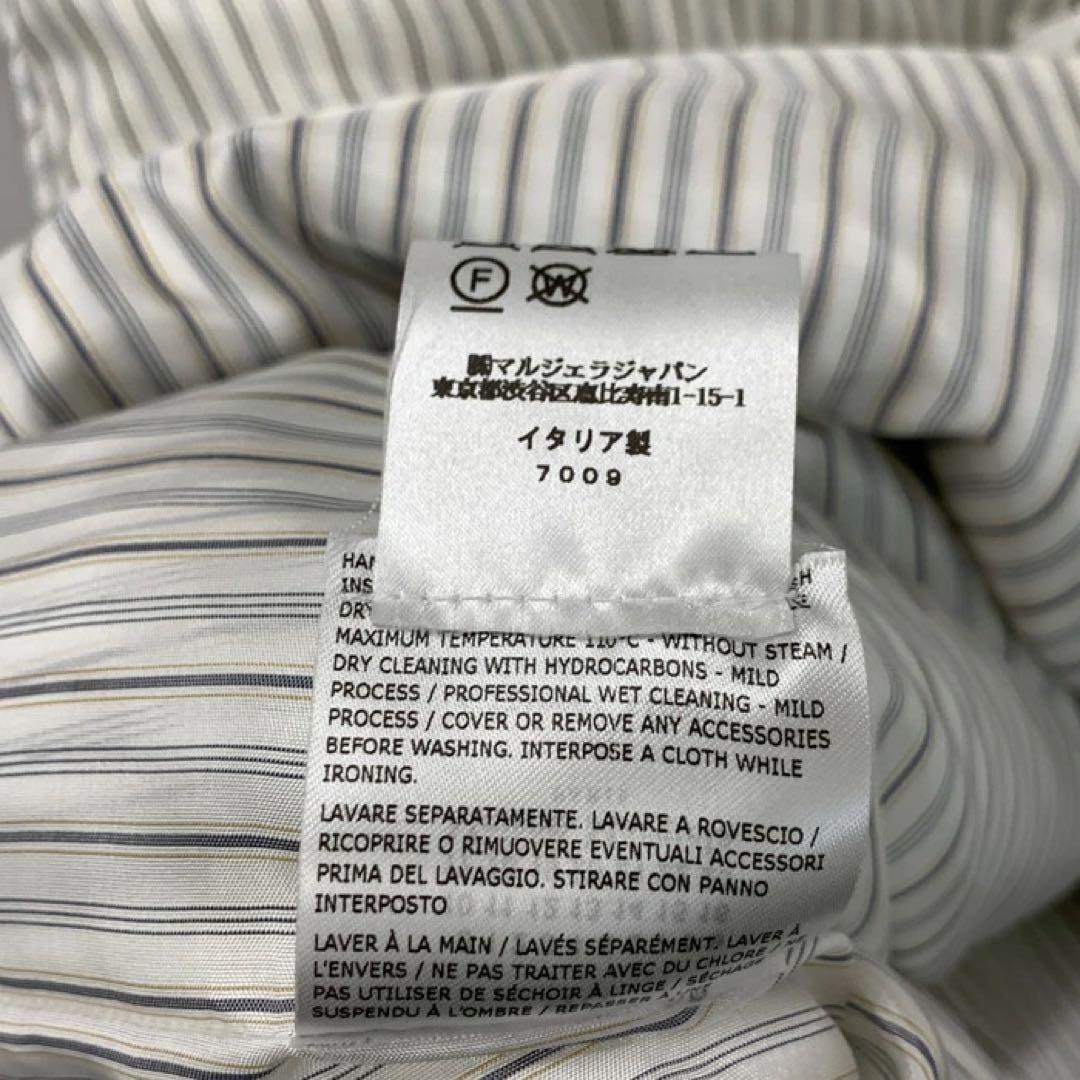 F W
㈱マルジェラジャパン
東京都渋谷区恵比寿南1-15-1
イタリア製
7009
MAXIMUM TEMPERATURE 110°C - WITHOUT STEAM /
DRY CLEANING WITH HYDROCARBONS - MILD
PROCESS / PROFESSIONAL WET CLEANING - MILD
PROCESS / COVER OR REMOVE ANY ACCESSORIES
BEFORE WASHING. INTERPOSE A CLOTH WHILE
IRONING.
LAVARE SEPARATAMENTE. LAVARE A ROVESCIO /
RICOPRIRE O RIMUOVERE EVENTUALI ACCESSORI
PRIMA DEL LAVAGGIO. STIRARE CON PANNO
INTERPOSTO
LAVER À LA MAIN / LAVÉS SÉPARÉMENT. LAVER À
L'ENVERS / NE PAS TRAITER AVEC DU CHLORE / NE
PAS UTILISER DE SÉCHOIR À LINGE / SÉCHAGE
SUSPENDU À L'OMBRE / REPASSER À